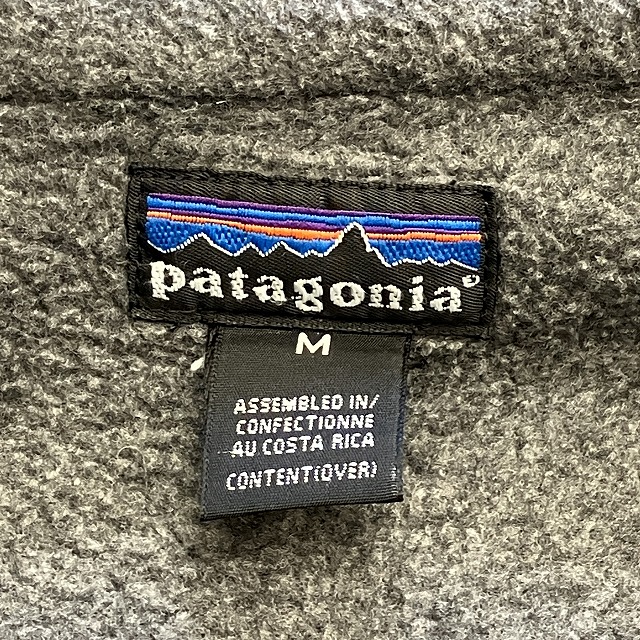 patagonia®
M
ASSEMBLED IN/
CONFECTIONNE
AU COSTA RICA
CONTENT(OVER)